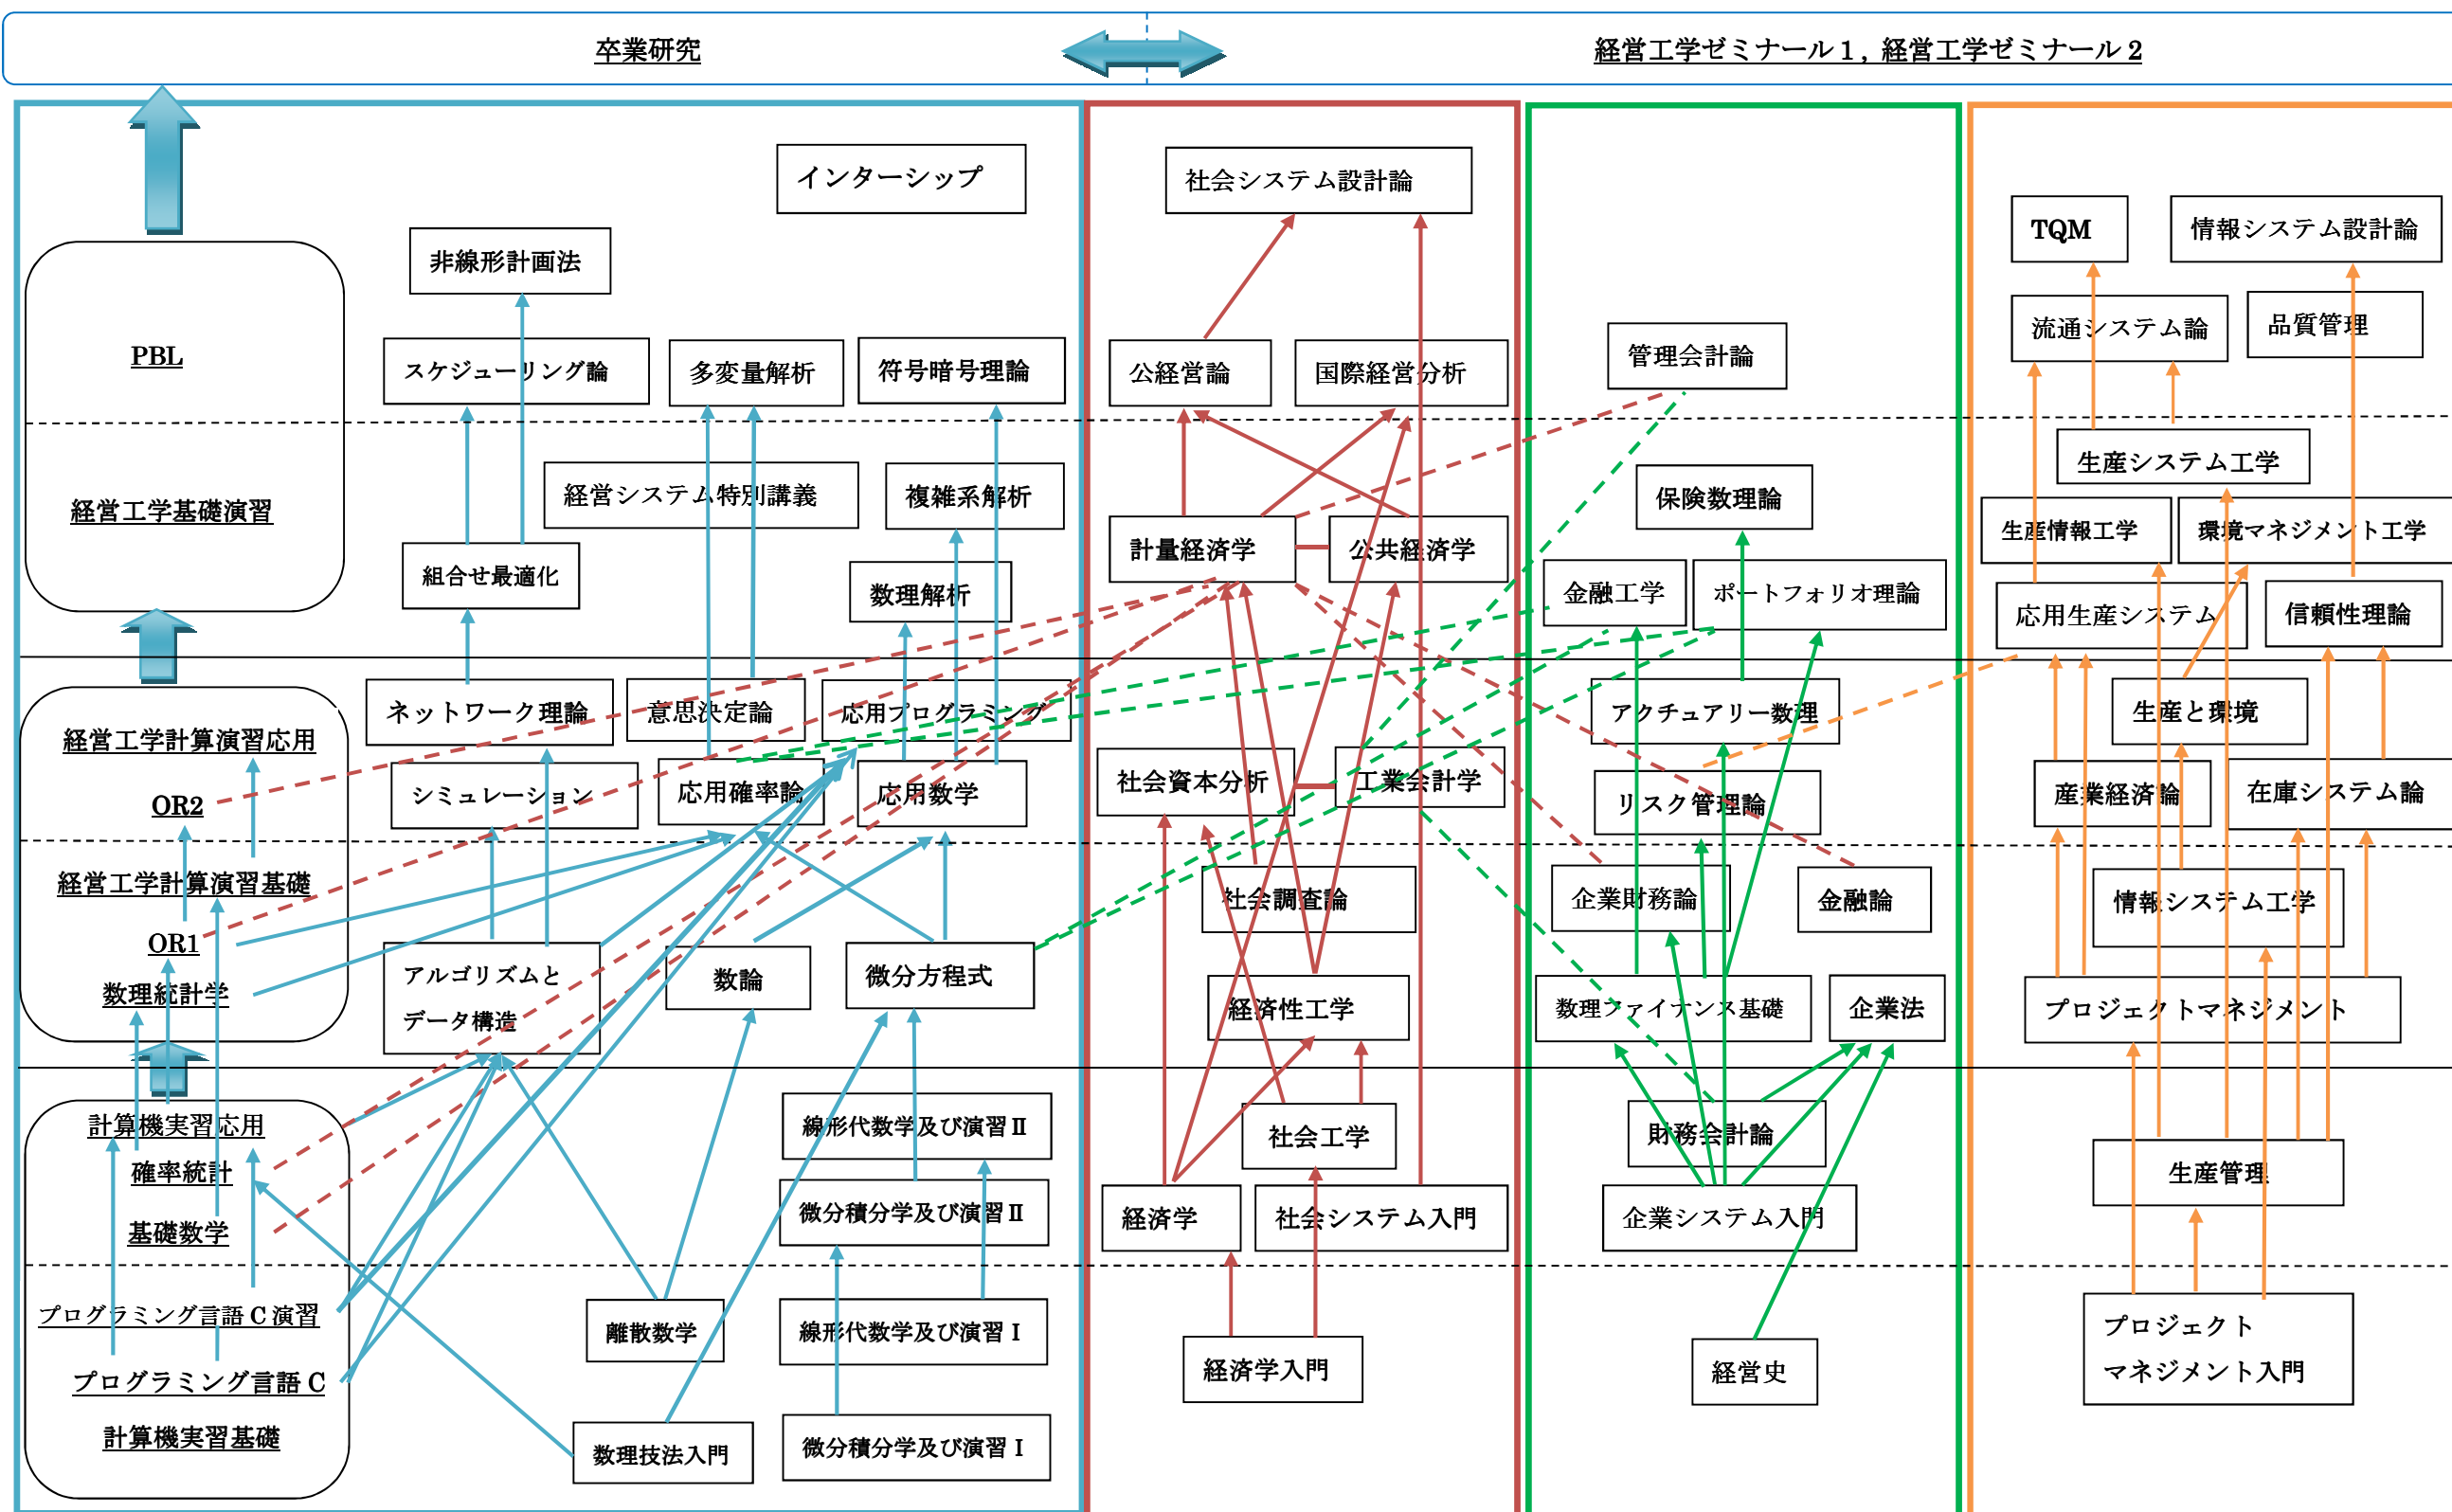 卒業研究
経営工学ゼミナール1, 経営工学ゼミナール2
インターシップ
非線形計画法
PBL
スケジューリング論
多変量解析
符号暗号理論
経営工学基礎演習
経営システム特別講義
複雑系解析
組合せ最適化
数理解析
経営工学計算演習応用
OR2
ネットワーク理論
意思決定論
応用プログラミング
シミュレーション
応用確率論
応用数学
経営工学計算演習基礎
OR1
数理統計学
アルゴリズムと
データ構造
数論
微分方程式
計算機実習応用
確率統計
基礎数学
線形代数学及び演習Ⅱ
微分積分学及び演習Ⅱ
プログラミング言語C演習
プログラミング言語C
計算機実習基礎
離散数学
線形代数学及び演習Ⅰ
数理技法入門
微分積分学及び演習Ⅰ
社会システム設計論
公経営論
国際経営分析
計量経済学
公共経済学
社会資本分析
工業会計学
社会調査論
経済性工学
社会工学
経済学
社会システム入門
経済学入門
管理会計論
保険数理論
金融工学
ポートフォリオ理論
アクチュアリー数理
リスク管理論
企業財務論
金融論
数理ファイナンス基礎
企業法
財務会計論
企業システム入門
経営史
TQM
情報システム設計論
流通システム論
品質管理
生産システム工学
生産情報工学
環境マネジメント工学
応用生産システム
信頼性理論
生産と環境
産業経済論
在庫システム論
情報システム工学
プロジェクトマネジメント
生産管理
プロジェクト
マネジメント入門